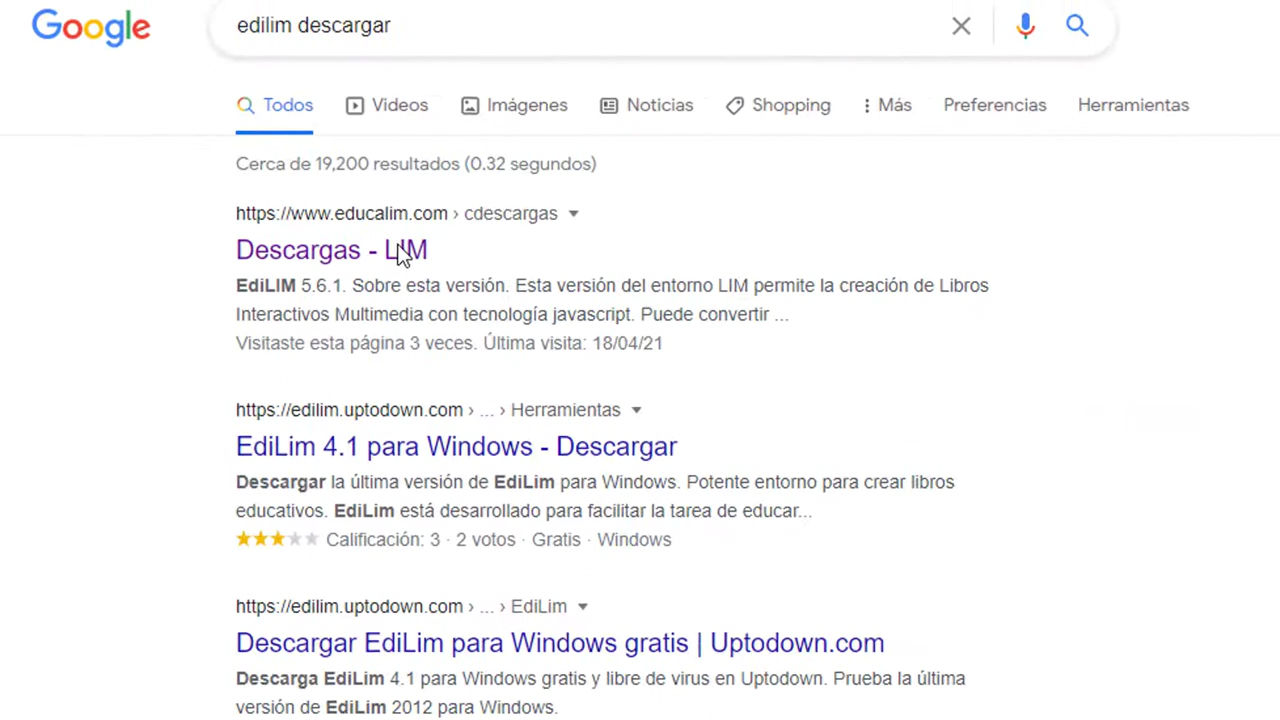 Google
edilim descargar
Todos Videos Imágenes Noticias Shopping Más Preferencias Herramientas
Cerca de 19,200 resultados (0.32 segundos)
https://www.educalim.com › cdescargas
Descargas - LIM
EdiLIM 5.6.1. Sobre esta versión. Esta versión del entorno LIM permite la creación de Libros
Interactivos Multimedia con tecnología javascript. Puede convertir ...
Visitaste esta página 3 veces. Última visita: 18/04/21
https://edilim.uptodown.com › ... › Herramientas
EdiLim 4.1 para Windows - Descargar
Descargar la última versión de EdiLim para Windows. Potente entorno para crear libros
educativos. EdiLim está desarrollado para facilitar la tarea de educar...
Calificación: 3 · 2 votos · Gratis · Windows
https://edilim.uptodown.com › ... › EdiLim
Descargar EdiLim para Windows gratis | Uptodown.com
Descarga EdiLim 4.1 para Windows gratis y libre de virus en Uptodown. Prueba la última
versión de EdiLim 2012 para Windows.